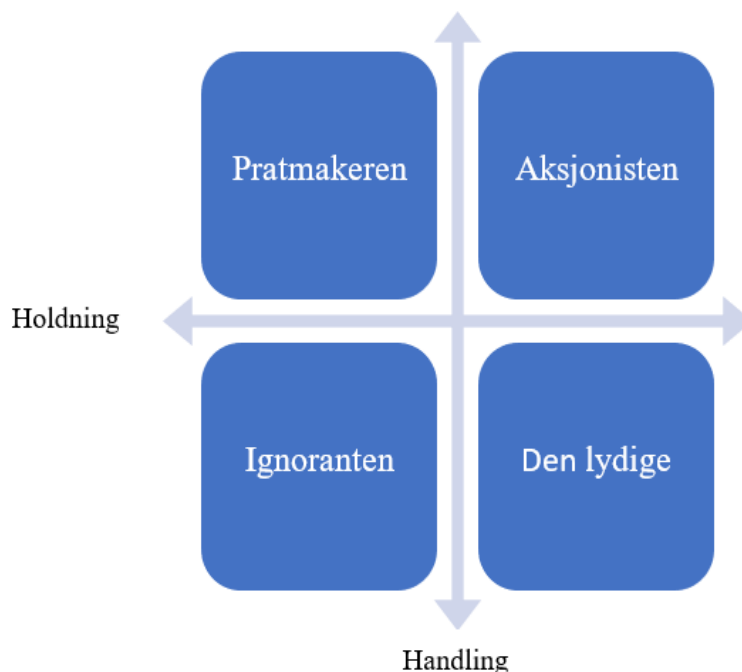 Pratmakeren
Aksjonisten
Holdning
Ignoranten
Den lydige
Handling